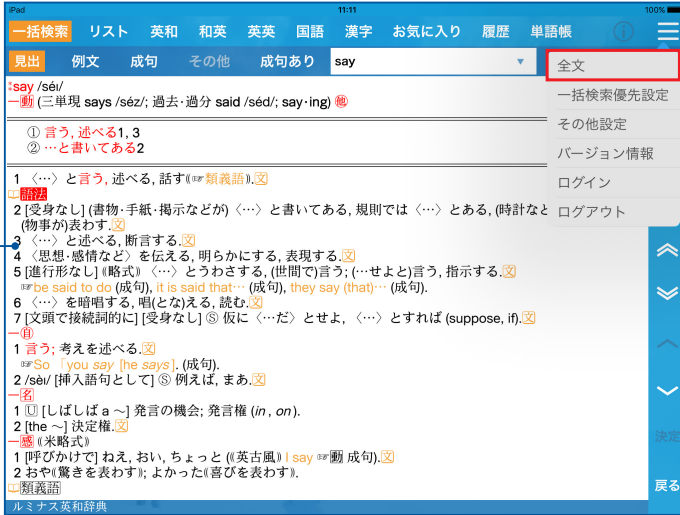 iPad 11:11 100%
一括検索 リスト 英和 和英 英英 国語 漢字 お気に入り 履歴 単語帳
見出 例文 成句 その他 成句あり say
全文
一括検索優先設定
その他設定
バージョン情報
ログイン
ログアウト
say /séɪ/
━動 (三単現 says /séz/; 過去·過分 said /séd/; say·ing) 他
① 言う, 述べる1, 3
② …と書いてある2
1 〈…〉と言う, 述べる, 話す⦅☞類義語⦆.文
語法
2 [受身なし] (書物·手紙·掲示などが) 〈…〉と書いてある, 規則では〈…〉とある, (時計など
(物事が)表わす.文
3 〈…〉と述べる, 断言する.文
4 〈思想·感情など〉を伝える, 明らかにする, 表現する.文
5 [進行形なし] ⦅略式⦆ 〈…〉とうわさする, (世間で)言う; (…せよと)言う, 指示する.文
☞be said to do (成句), it is said that… (成句), they say (that)… (成句).
6 〈…〉を暗唱する, 唱(とな)える, 読む.文
7 [文頭で接続詞的に] [受身なし] Ⓢ 仮に〈…だ〉とせよ, 〈…〉とすれば (suppose, if).文
━自
1 言う; 考えを述べる.文
☞So 「you say [he says]. (成句).
2 /sèɪ/ [挿入語句として] Ⓢ 例えば, まあ.文
━名
1 U [しばしば a ～] 発言の機会; 発言権 (in, on).
2 [the ～] 決定権.文
━感 ⦅米略式⦆
1 [呼びかけで] ねえ, おい, ちょっと (⦅英古風⦆ I say ☞動 成句).文
2 おや⦅驚きを表わす⦆; よかった⦅喜びを表わす⦆.
類義語
決定
戻る
ルミナス英和辞典